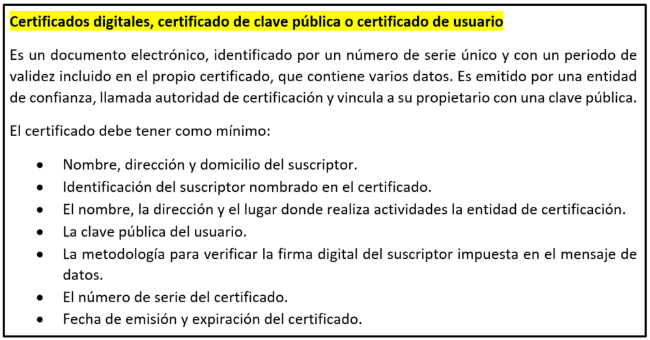 Certificados digitales, certificado de clave pública o certificado de usuario
Es un documento electrónico, identificado por un número de serie único y con un periodo de
validez incluido en el propio certificado, que contiene varios datos. Es emitido por una entidad
de confianza, llamada autoridad de certificación y vincula a su propietario con una clave pública.
El certificado debe tener como mínimo:
• Nombre, dirección y domicilio del suscriptor.
• Identificación del suscriptor nombrado en el certificado.
• El nombre, la dirección y el lugar donde realiza actividades la entidad de certificación.
• La clave pública del usuario.
• La metodología para verificar la firma digital del suscriptor impuesta en el mensaje de
datos.
• El número de serie del certificado.
• Fecha de emisión y expiración del certificado.